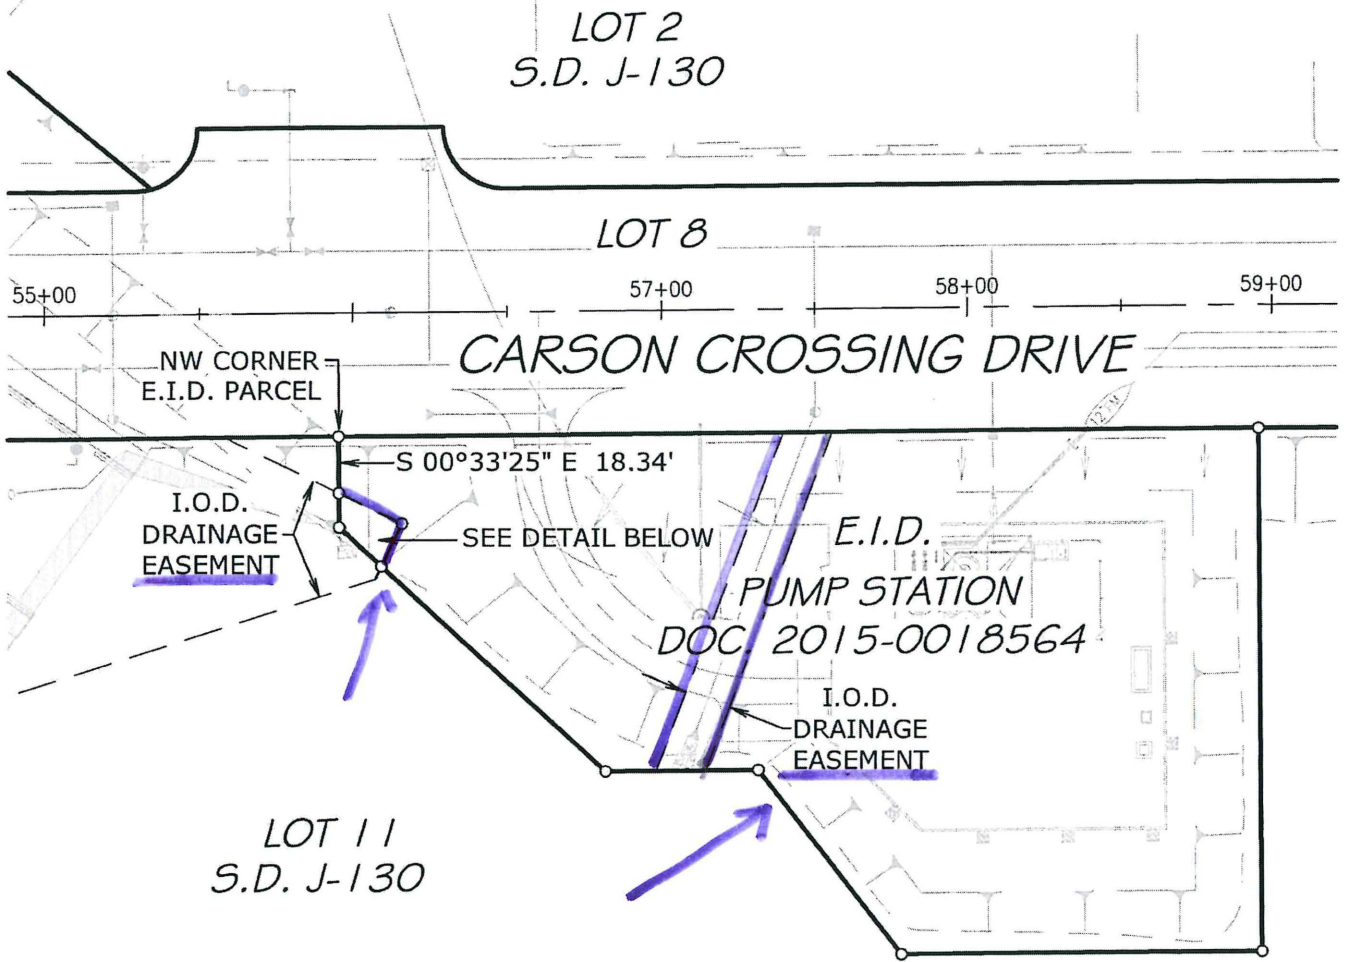 LOT 2
S.D. J-130
LOT 8
55+00
57+00
58+00
59+00
CARSON CROSSING DRIVE
NW CORNER
E.I.D. PARCEL
12 FM
S 00°33'25" E 18.34'
I.O.D.
DRAINAGE
EASEMENT
SEE DETAIL BELOW
E.I.D.
PUMP STATION
DOC. 2015-0018564
I.O.D.
DRAINAGE
EASEMENT
LOT 11
S.D. J-130